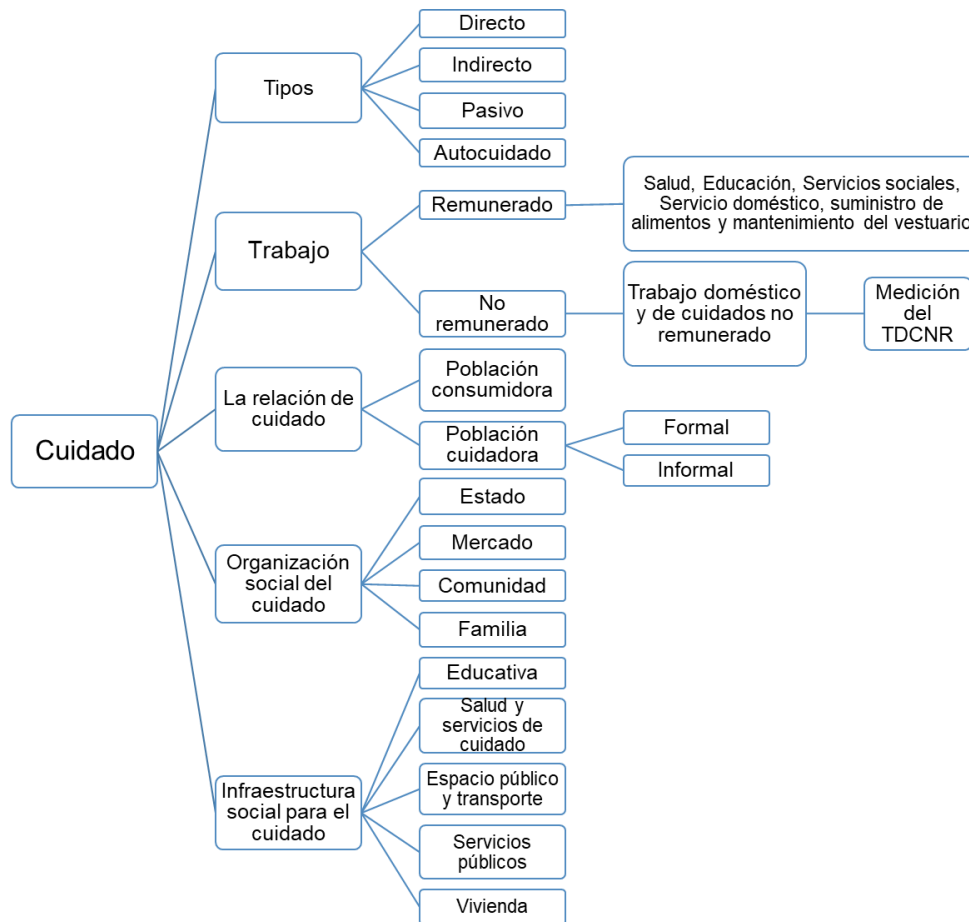 Cuidado
Tipos
Directo
Indirecto
Pasivo
Autocuidado
Trabajo
Remunerado
Salud, Educación, Servicios sociales,
Servicio doméstico, suministro de
alimentos y mantenimiento del vestuario
No
remunerado
Trabajo doméstico
y de cuidados no
remunerado
Medición
del
TDCNR
La relación de
cuidado
Población
consumidora
Población
cuidadora
Formal
Informal
Organización
social del
cuidado
Estado
Mercado
Comunidad
Familia
Infraestructura
social para el
cuidado
Educativa
Salud y
servicios de
cuidado
Espacio público
y transporte
Servicios
públicos
Vivienda